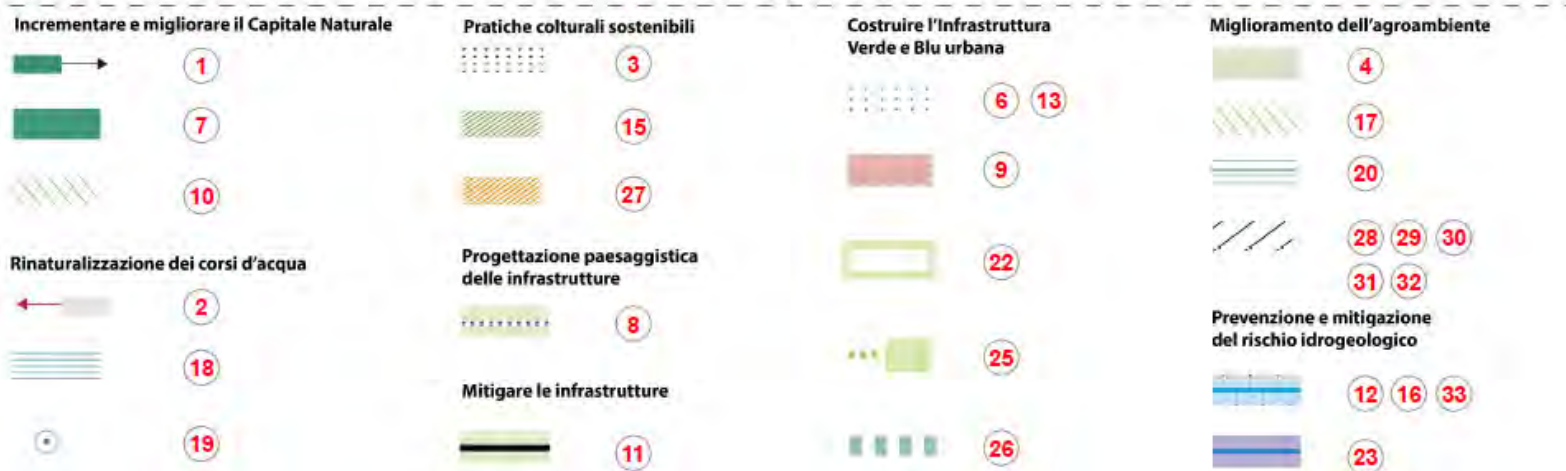 Incrementare e migliorare il Capitale Naturale
1
7
10
Rinaturalizzazione dei corsi d'acqua
2
18
19
Pratiche colturali sostenibili
3
15
27
Progettazione paesaggistica
delle infrastrutture
8
Mitigare le infrastrutture
11
Costruire l'Infrastruttura
Verde e Blu urbana
6 13
9
22
25
26
Miglioramento dell'agroambiente
4
17
20
28 29 30
31 32
Prevenzione e mitigazione
del rischio idrogeologico
12 16 33
23